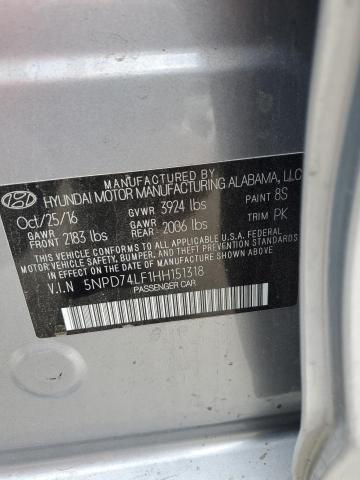 MANUFACTURED BY
HYUNDAI MOTOR MANUFACTURING ALABAMA, LLC
Oct/25/16 GVWR 3924 lbs PAINT 8S
GAWR FRONT 2183 lbs GAWR REAR 2006 lbs TRIM PK
THIS VEHICLE CONFORMS TO ALL APPLICABLE U.S.A. FEDERAL
MOTOR VEHICLE SAFETY, BUMPER, AND THEFT PREVENTION STANDARDS
IN EFFECT ON THE DATE OF MANUFACTURE SHOWN ABOVE.
V.I.N 5NPD74LF1HH151318
PASSENGER CAR